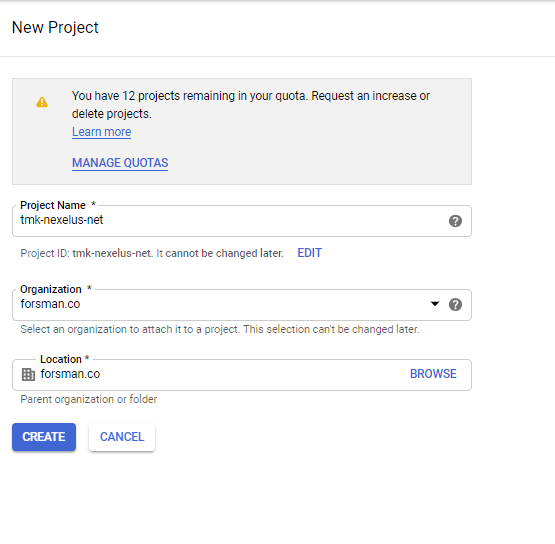 New Project
You have 12 projects remaining in your quota. Request an increase or
delete projects.
Learn more
MANAGE QUOTAS
Project Name *
tmk-nexelus-net
Project ID: tmk-nexelus-net. It cannot be changed later. EDIT
Organization *
forsman.co
Select an organization to attach it to a project. This selection can't be changed later.
Location *
forsman.co BROWSE
Parent organization or folder
CREATE CANCEL